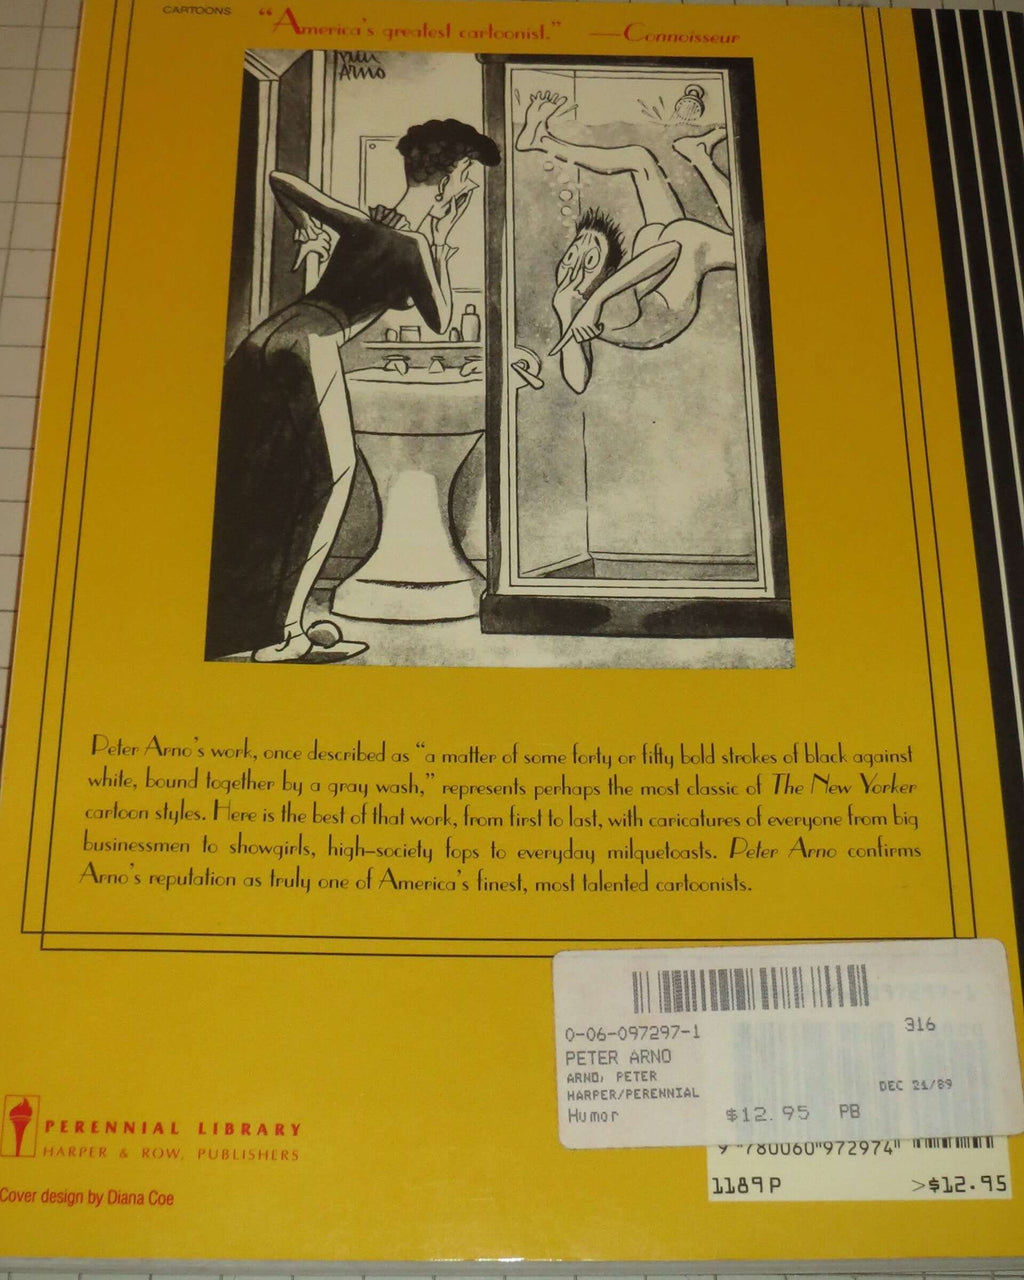 CARTOONS
“America's greatest cartoonist.” —Connoisseur
Arno
Peter Arno's work, once described as “a matter of some forty or fifty bold strokes of black against
white, bound together by a gray wash,” represents perhaps the most classic of The New Yorker
cartoon styles. Here is the best of that work, from first to last, with caricatures of everyone from big
businessmen to showgirls, high–society fops to everyday milquetoasts. Peter Arno confirms
Arno's reputation as truly one of America's finest, most talented cartoonists.
0-06-097297-1 316
PETER ARNO
ARNO, PETER
HARPER/PERENNIAL DEC 21/89
Humor $12.95 PB
9 780060 972974
1189P >$12.95
PERENNIAL LIBRARY
HARPER & ROW, PUBLISHERS
Cover design by Diana Coe